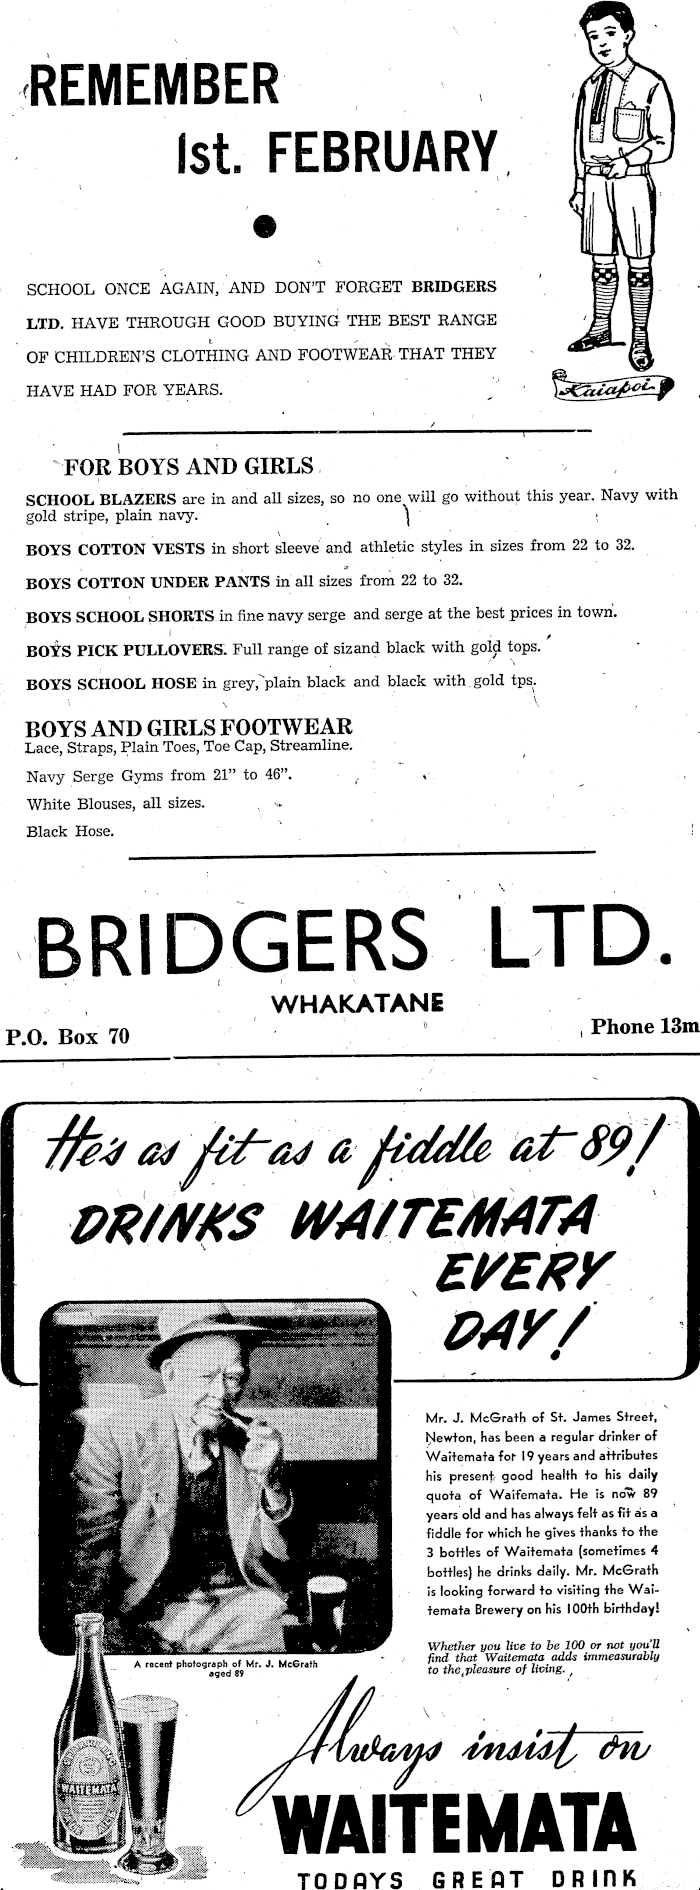 REMEMBER
1st. FEBRUARY
SCHOOL ONCE AGAIN, AND DON'T FORGET BRIDGERS
LTD. HAVE THROUGH GOOD BUYING THE BEST RANGE
OF CHILDREN'S CLOTHING AND FOOTWEAR THAT THEY
HAVE HAD FOR YEARS.
Kaiapoi
FOR BOYS AND GIRLS
SCHOOL BLAZERS are in and all sizes, so no one will go without this year. Navy with
gold stripe, plain navy.
BOYS COTTON VESTS in short sleeve and athletic styles in sizes from 22 to 32.
BOYS COTTON UNDER PANTS in all sizes from 22 to 32.
BOYS SCHOOL SHORTS in fine navy serge and serge at the best prices in town.
BOYS PICK PULLOVERS. Full range of sizand black with gold tops.
BOYS SCHOOL HOSE in grey, plain black and black with gold tps.
BOYS AND GIRLS FOOTWEAR
Lace, Straps, Plain Toes, Toe Cap, Streamline.
Navy Serge Gyms from 21" to 46".
White Blouses, all sizes.
Black Hose.
BRIDGERS LTD.
WHAKATANE
P.O. Box 70
Phone 13m
He's as fit as a fiddle at 89!
DRINKS WAITEMATA
EVERY
DAY!
Mr. J. McGrath of St. James Street,
Newton, has been a regular drinker of
Waitemata for 19 years and attributes
his present good health to his daily
quota of Waitemata. He is now 89
years old and has always felt as fit as a
fiddle for which he gives thanks to the
3 bottles of Waitemata (sometimes 4
bottles) he drinks daily. Mr. McGrath
is looking forward to visiting the Wai-
temata Brewery on his 100th birthday!
Whether you live to be 100 or not you'll
find that Waitemata adds immeasurably
to the pleasure of living.
A recent photograph of Mr. J. McGrath
aged 89
WAITEMATA
Always insist on
WAITEMATA
TODAYS GREAT DRINK